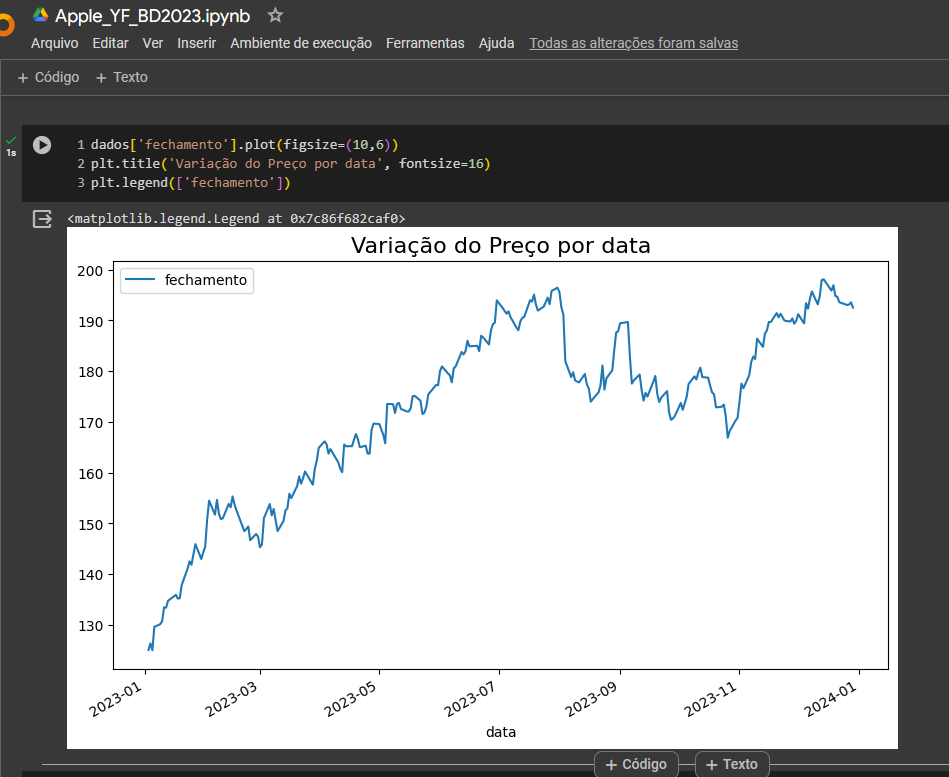 Apple_YF_BD2023.ipynb
Arquivo Editar Ver Inserir Ambiente de execução Ferramentas Ajuda Todas as alterações foram salvas
+ Código + Texto
1s
1 dados['fechamento'].plot(figsize=(10,6))
2 plt.title('Variação do Preço por data', fontsize=16)
3 plt.legend(['fechamento'])
<matplotlib.legend.Legend at 0x7c86f682caf0>
Variação do Preço por data
fechamento
200
190
180
170
160
150
140
130
2023-01 2023-03 2023-05 2023-07 2023-09 2023-11 2024-01
data
+ Código + Texto